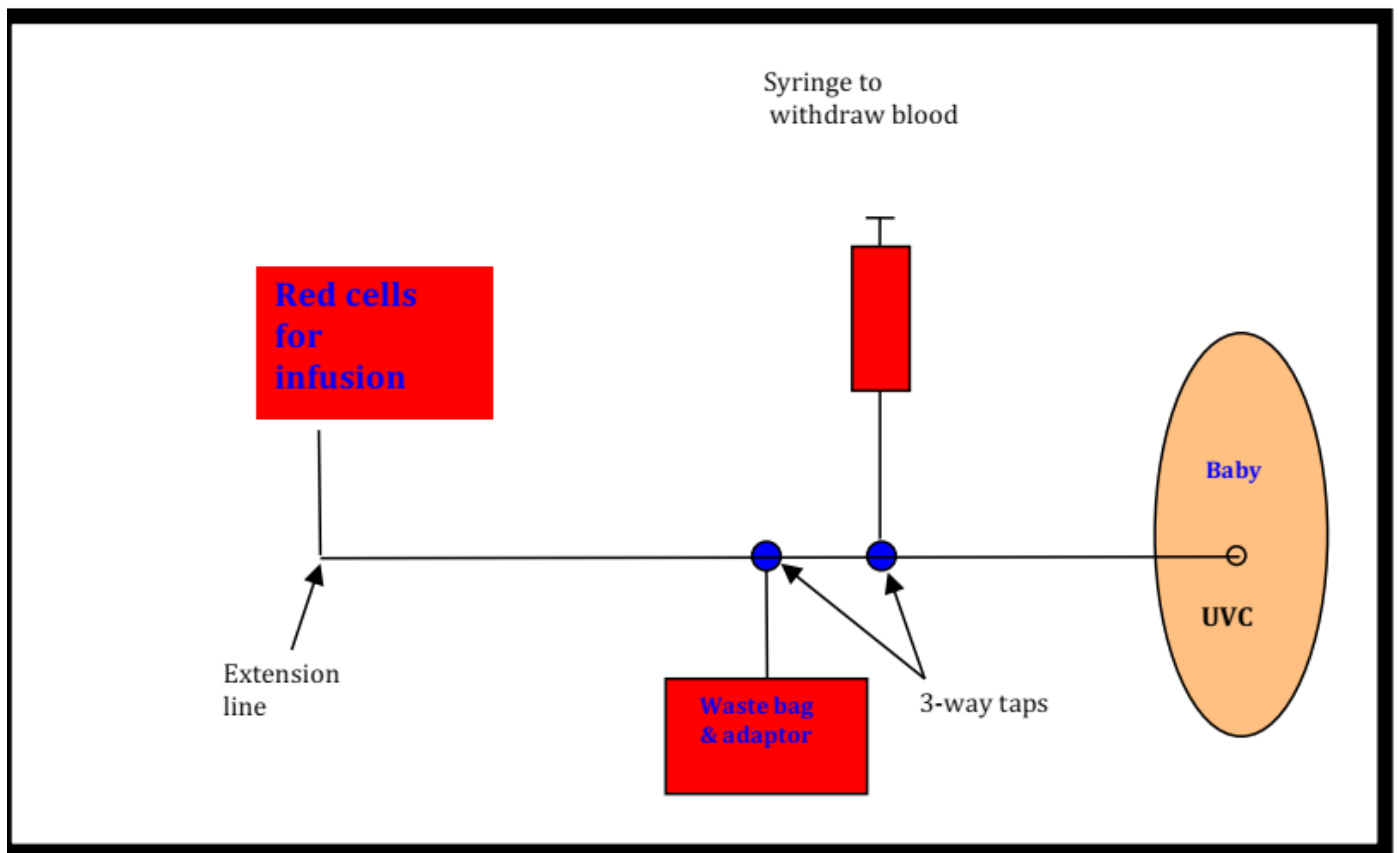 Syringe to
withdraw blood
Red cells
for
infusion
Baby
UVC
Extension
line
Waste bag
& adaptor
3-way taps